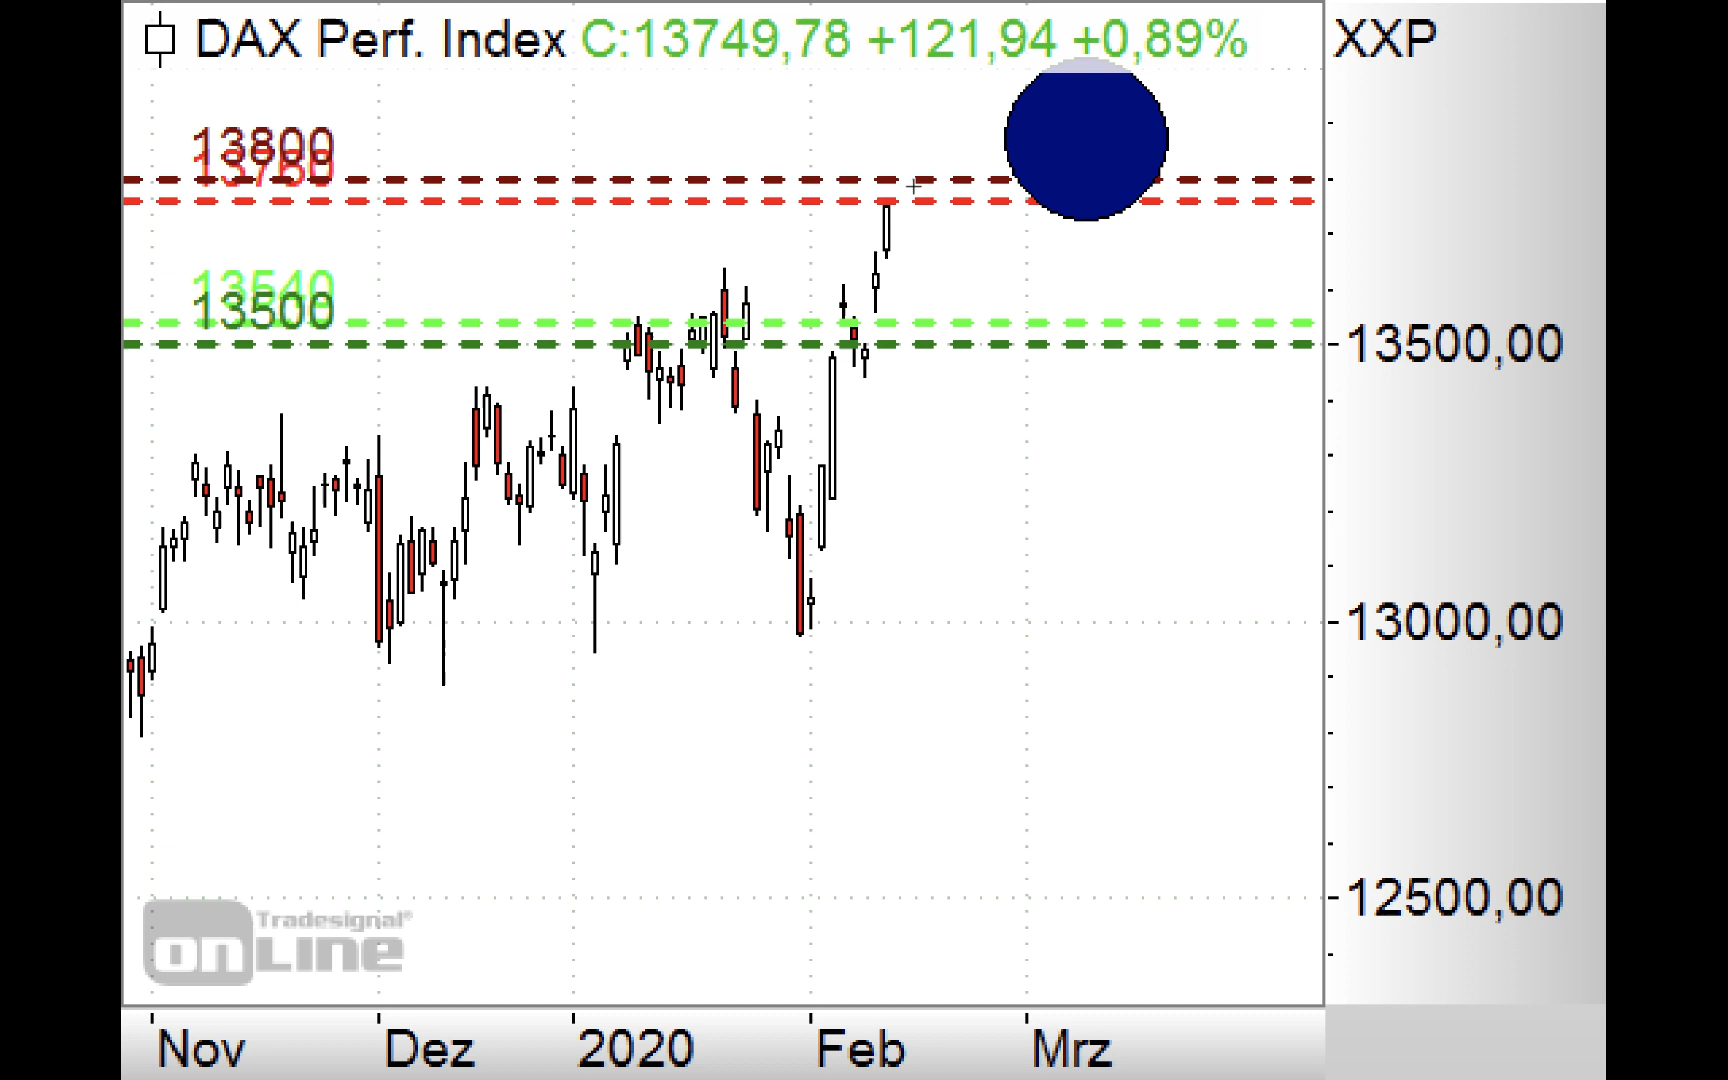 DAX Perf. Index C:13749,78 +121,94 +0,89%
XXP
13800
13760
13540
13500
13500,00
13000,00
12500,00
Tradesignal®
onLine
Nov Dez 2020 Feb Mrz